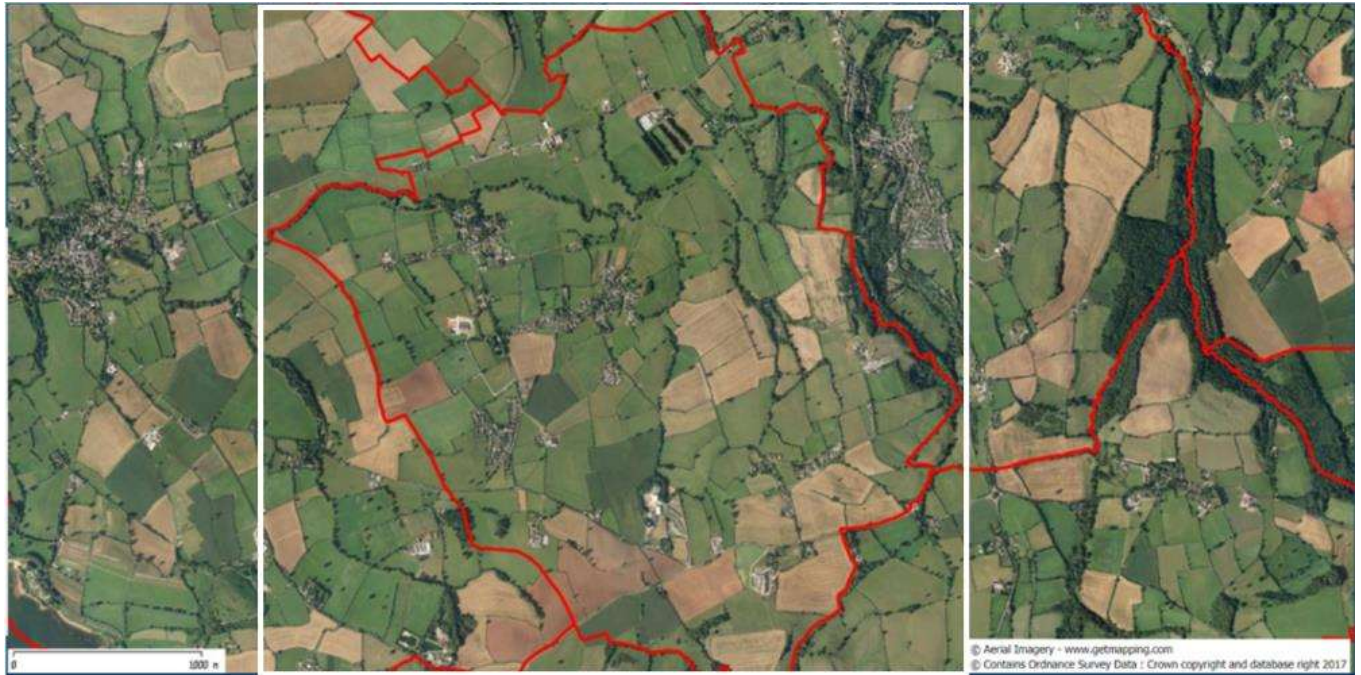 0 1000 m
© Aerial Imagery - www.getmapping.com
© Contains Ordnance Survey Data : Crown copyright and database right 2017